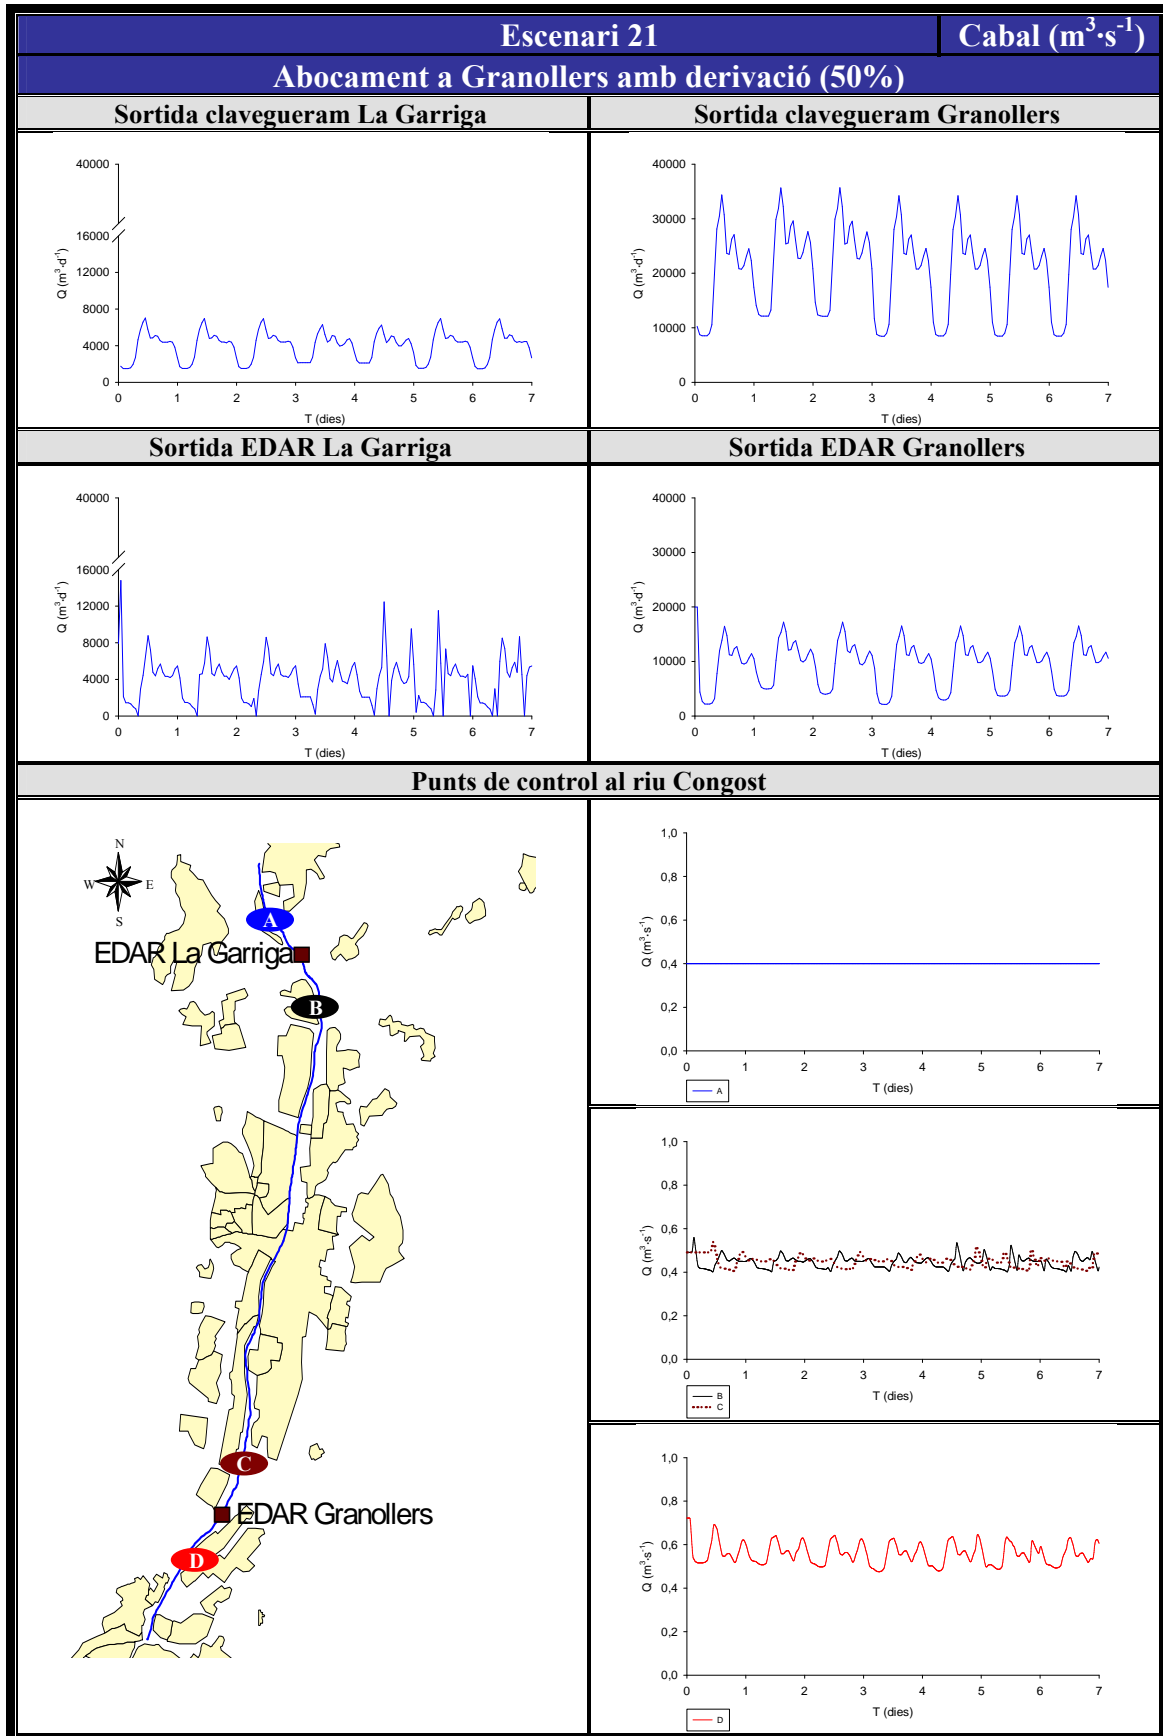 Escenari 21
Cabal (m³·s⁻¹)
Abocament a Granollers amb derivació (50%)
Sortida clavegueram La Garriga
Sortida clavegueram Granollers
40000
16000
12000
8000
4000
0
Q (m³·d⁻¹)
0 1 2 3 4 5 6 7
T (dies)
40000
30000
20000
10000
0
Q (m³·d⁻¹)
0 1 2 3 4 5 6 7
T (dies)
Sortida EDAR La Garriga
Sortida EDAR Granollers
40000
16000
12000
8000
4000
0
Q (m³·d⁻¹)
0 1 2 3 4 5 6 7
T (dies)
40000
30000
20000
10000
0
Q (m³·d⁻¹)
0 1 2 3 4 5 6 7
T (dies)
Punts de control al riu Congost
N
W E
S
A
EDAR La Garriga
B
C
EDAR Granollers
D
1,0
0,8
0,6
0,4
0,2
0,0
Q (m³·s⁻¹)
0 1 2 3 4 5 6 7
T (dies)
A
1,0
0,8
0,6
0,4
0,2
0,0
Q (m³·s⁻¹)
0 1 2 3 4 5 6 7
T (dies)
B
C
1,0
0,8
0,6
0,4
0,2
0,0
Q (m³·s⁻¹)
0 1 2 3 4 5 6 7
T (dies)
D